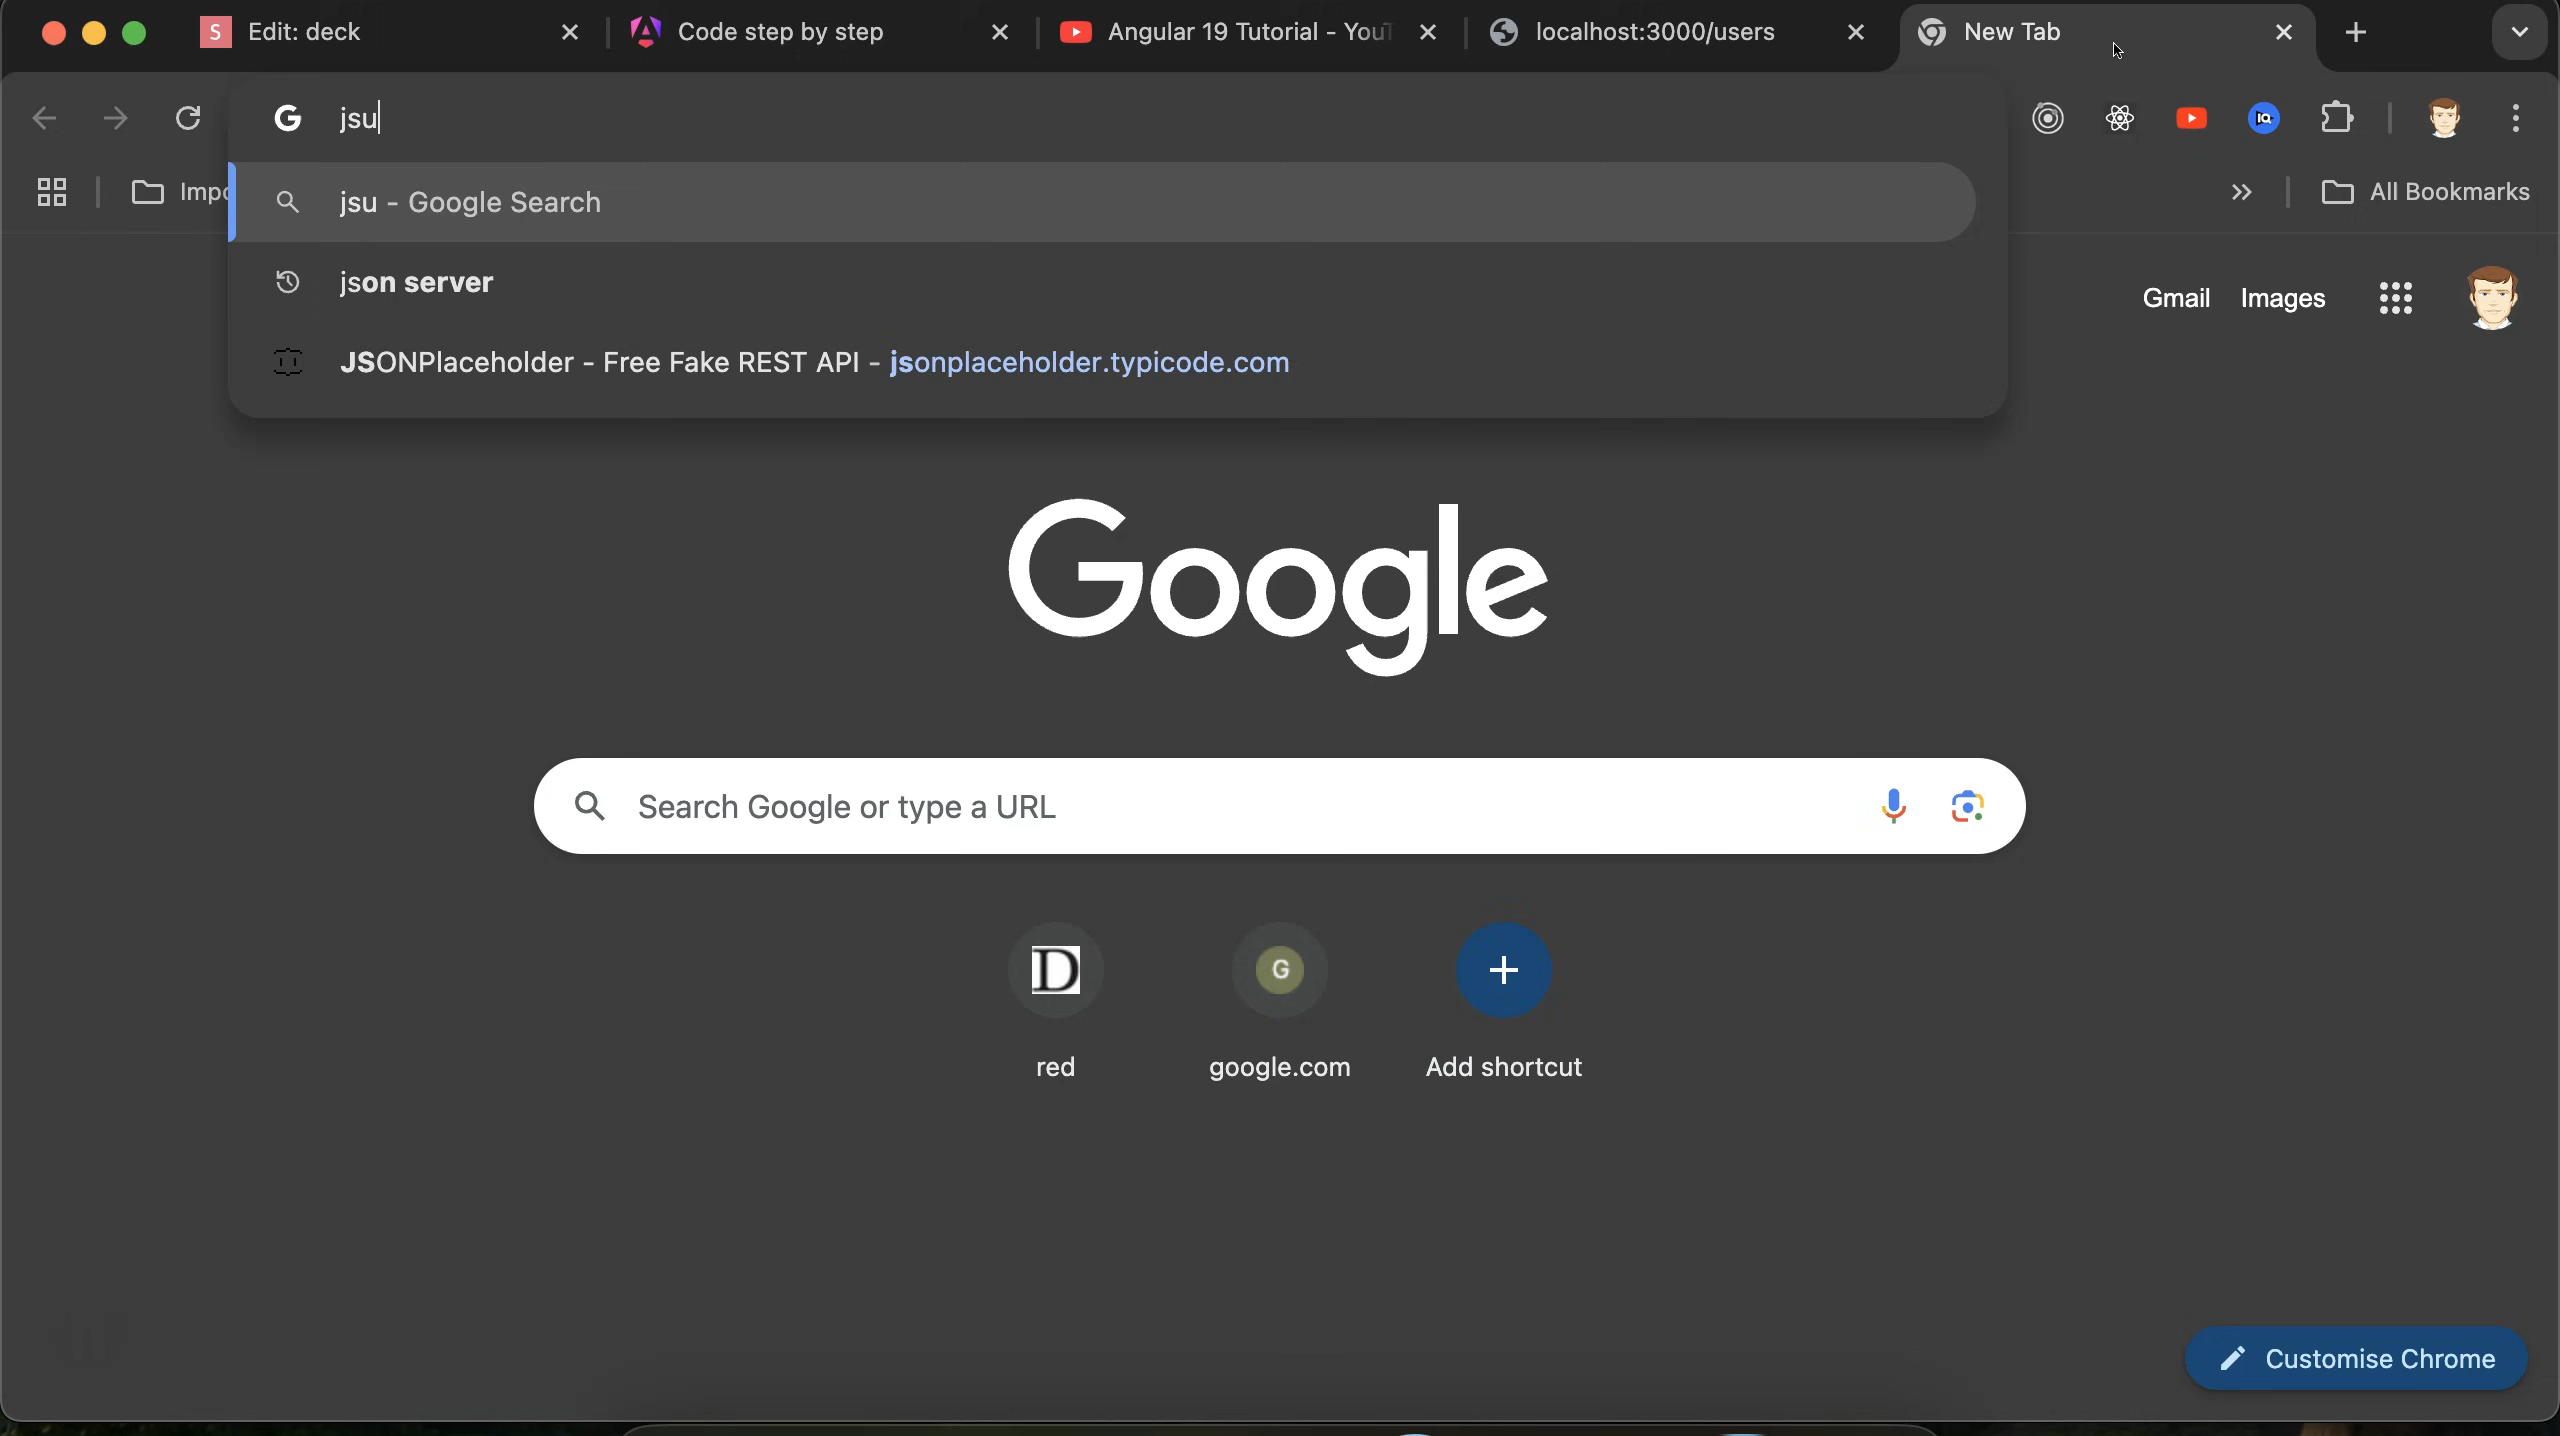 S Edit: deck
Code step by step
Angular 19 Tutorial - YouT
localhost:3000/users
New Tab
G jsu
Impo
jsu - Google Search
All Bookmarks
json server
Gmail Images
JSONPlaceholder - Free Fake REST API - jsonplaceholder.typicode.com
Google
Search Google or type a URL
D G
red google.com Add shortcut
Customise Chrome